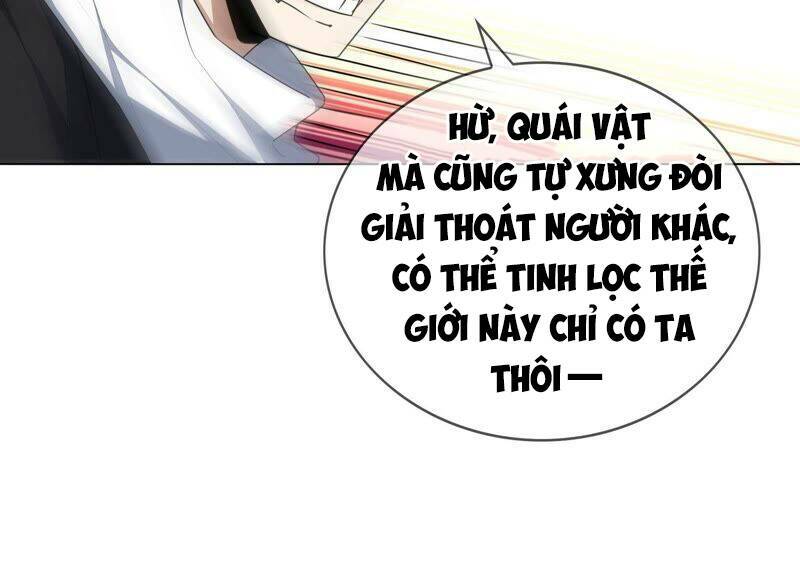 HỪ, QUÁI VẬT
MÀ CŨNG TỰ XƯNG ĐÒI
GIẢI THOÁT NGƯỜI KHÁC,
CÓ THỂ TINH LỌC THẾ
GIỚI NÀY CHỈ CÓ TA
THÔI —